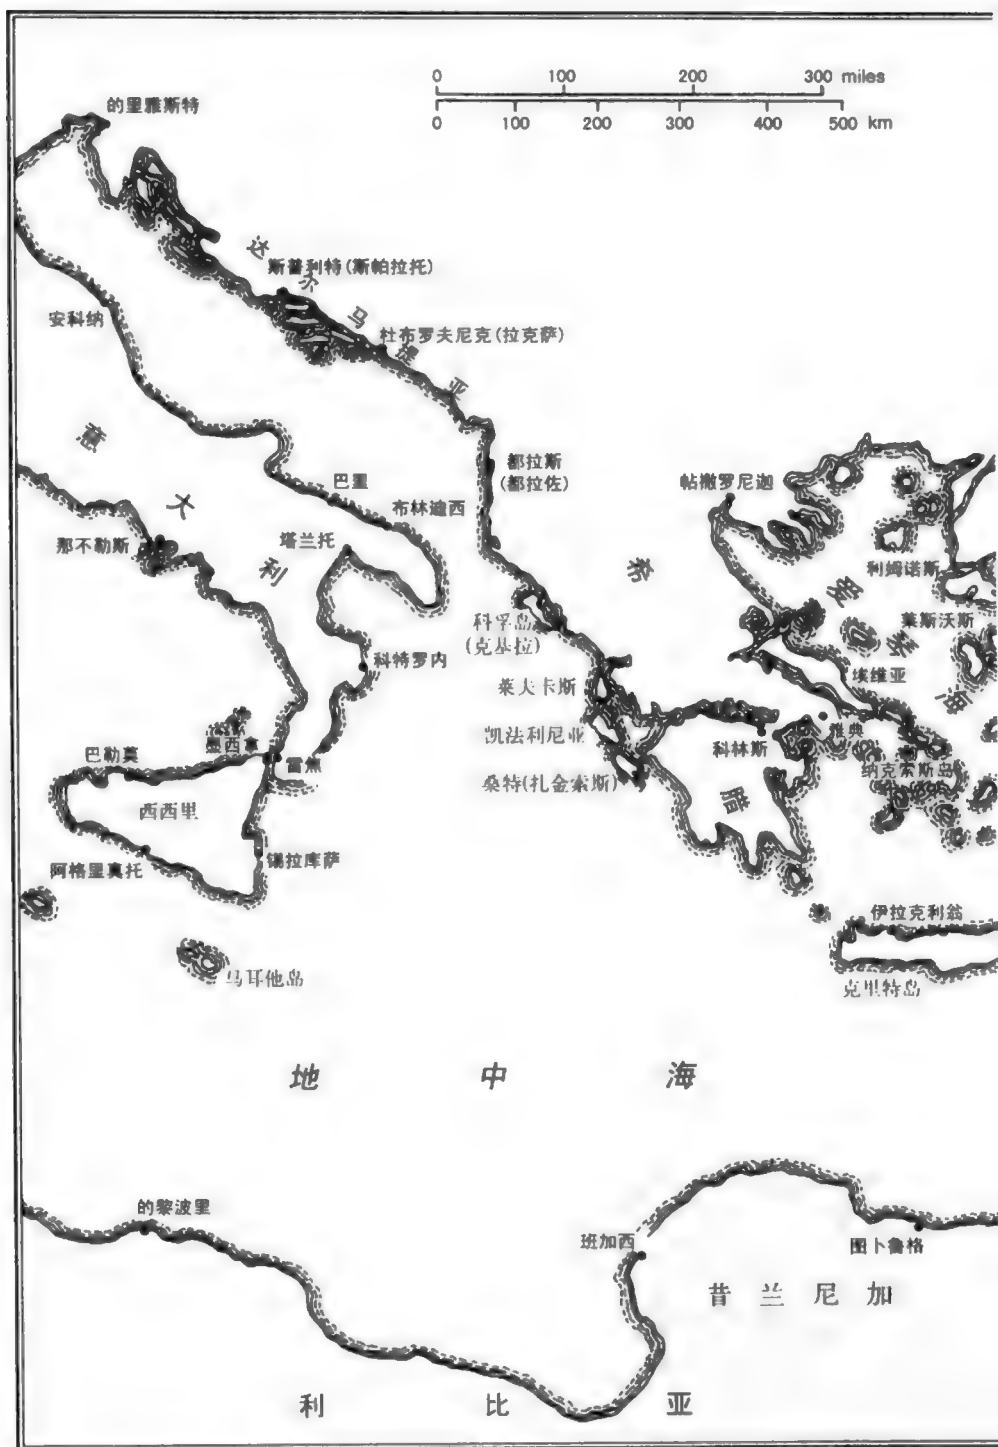 0 100 200 300 miles
0 100 200 300 400 500 km
的里雅斯特
达尔马提亚
斯普利特(斯帕拉托)
安科纳
杜布罗夫尼克(拉克萨)
意大利
巴里
都拉斯
(都拉佐)
布林迪西
帖撒罗尼迦
那不勒斯
塔兰托
希腊
爱琴海
利姆诺斯
莱斯沃斯
科孚岛
(克基拉)
科特罗内
埃维亚
莱夫卡斯
墨西拿
凯法利尼亚
雅典
科林斯
巴勒莫
雷焦
纳克索斯岛
桑特(扎金索斯)
西西里
锡拉库萨
阿格里真托
伊拉克利翁
马耳他岛
克里特岛
地中海
的黎波里
班加西
图卜鲁格
昔兰尼加
利比亚